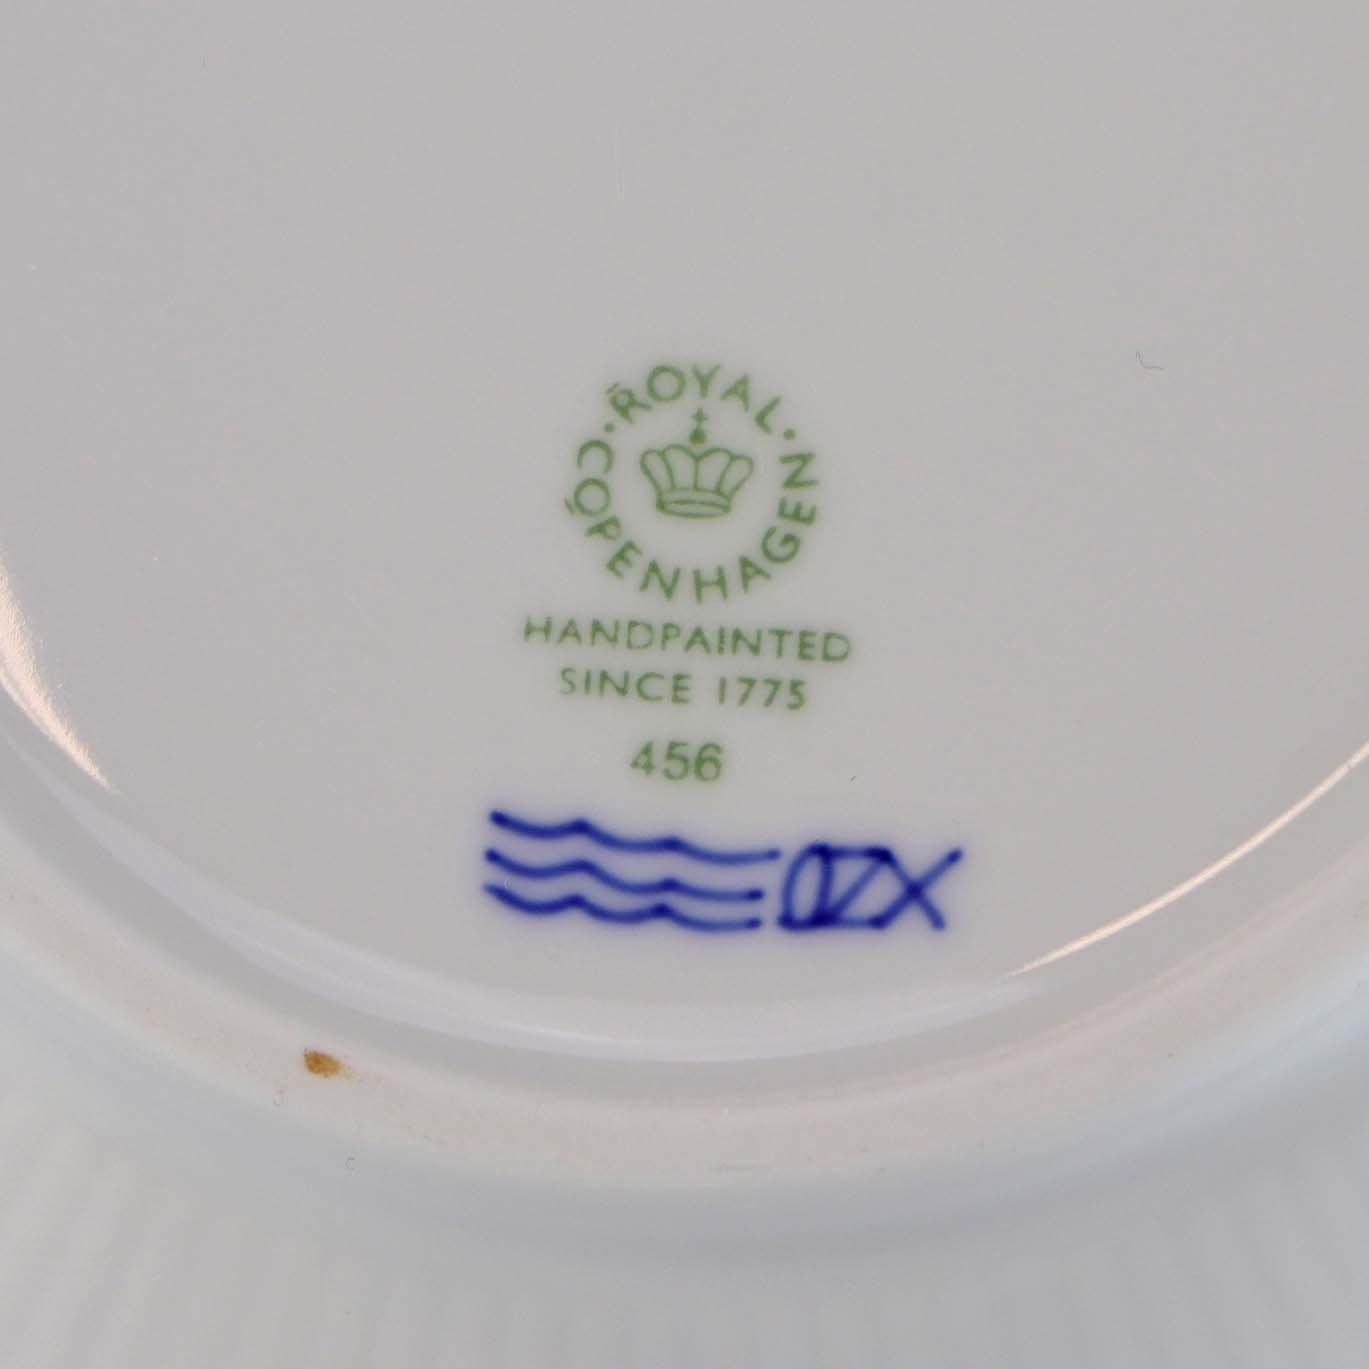 ROYAL · COPENHAGEN ·
HANDPAINTED
SINCE 1775
456